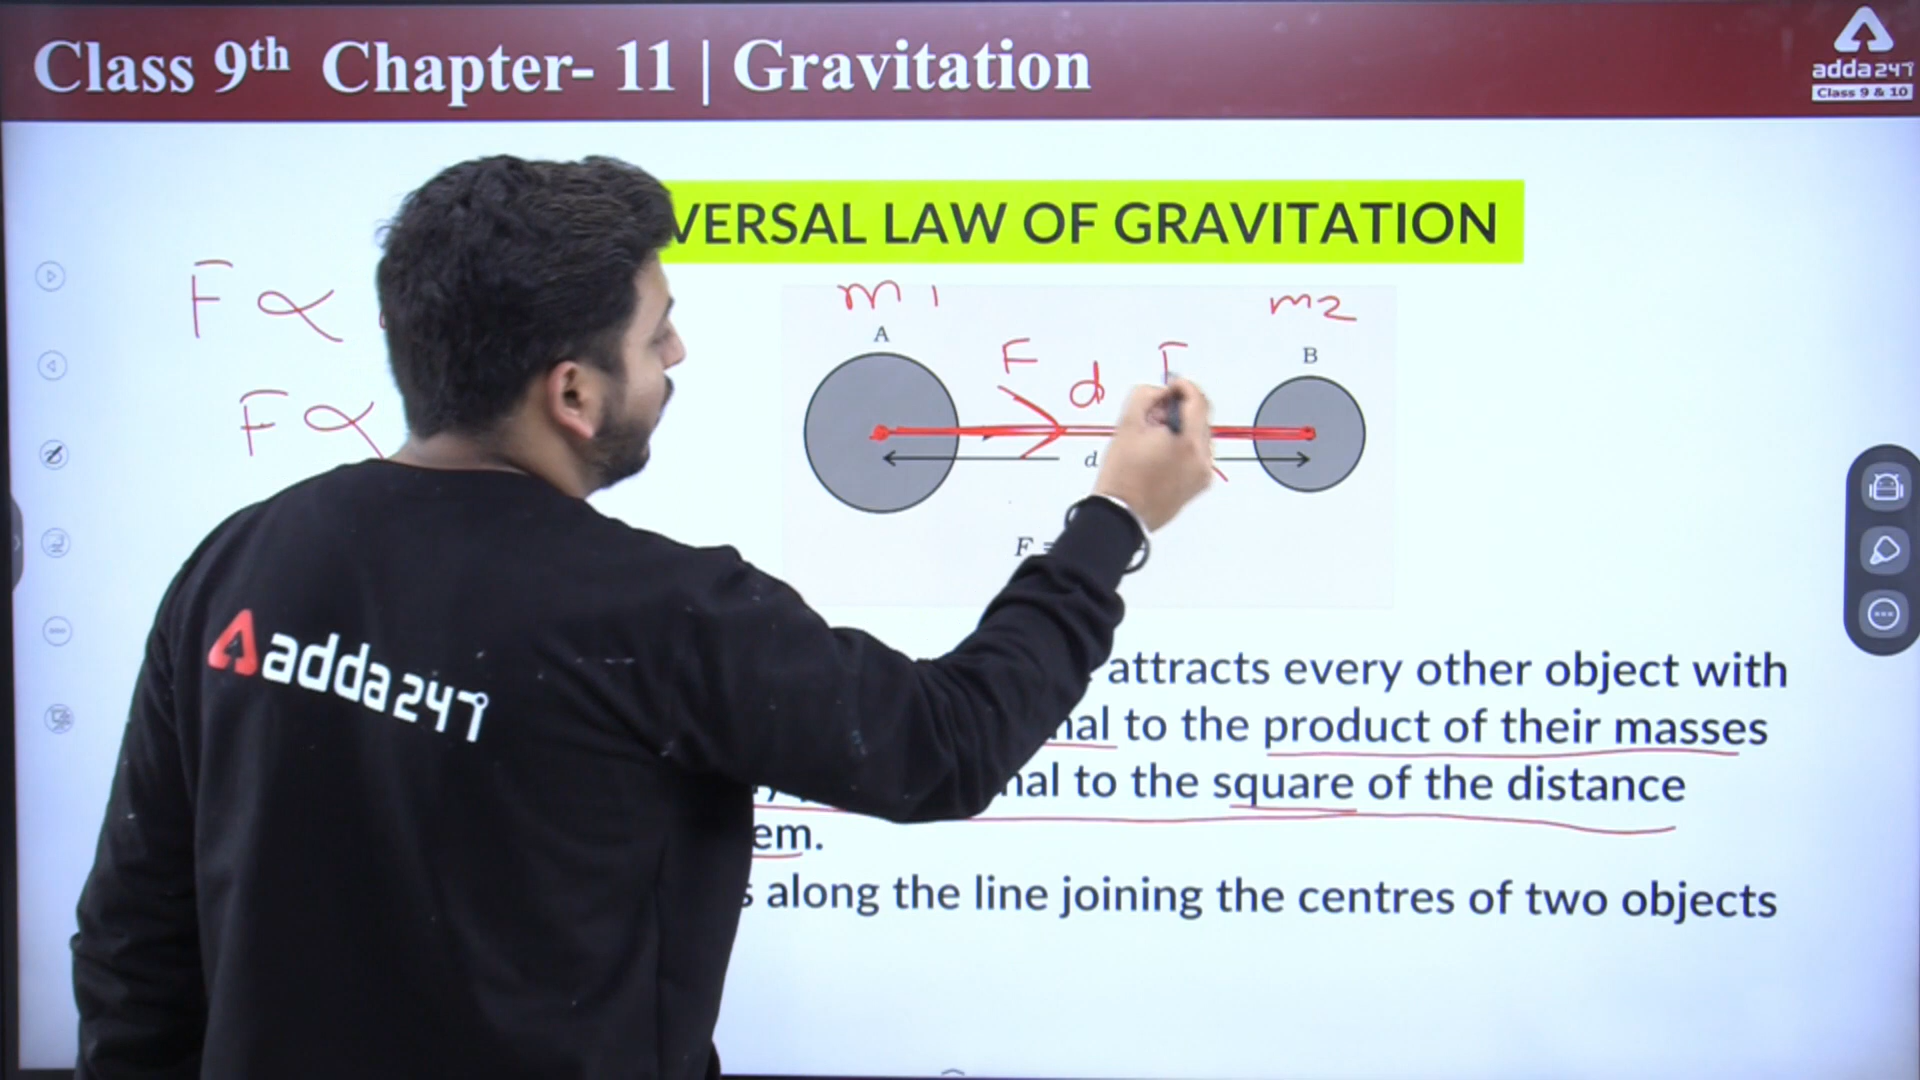 Class 9th Chapter- 11 | Gravitation
adda247
Class 9 & 10
VERSAL LAW OF GRAVITATION
m1
m2
A
B
F ∝
F
d
F
F ∝
d
F =
attracts every other object with
nal to the product of their masses
nal to the square of the distance
em.
s along the line joining the centres of two objects
adda247